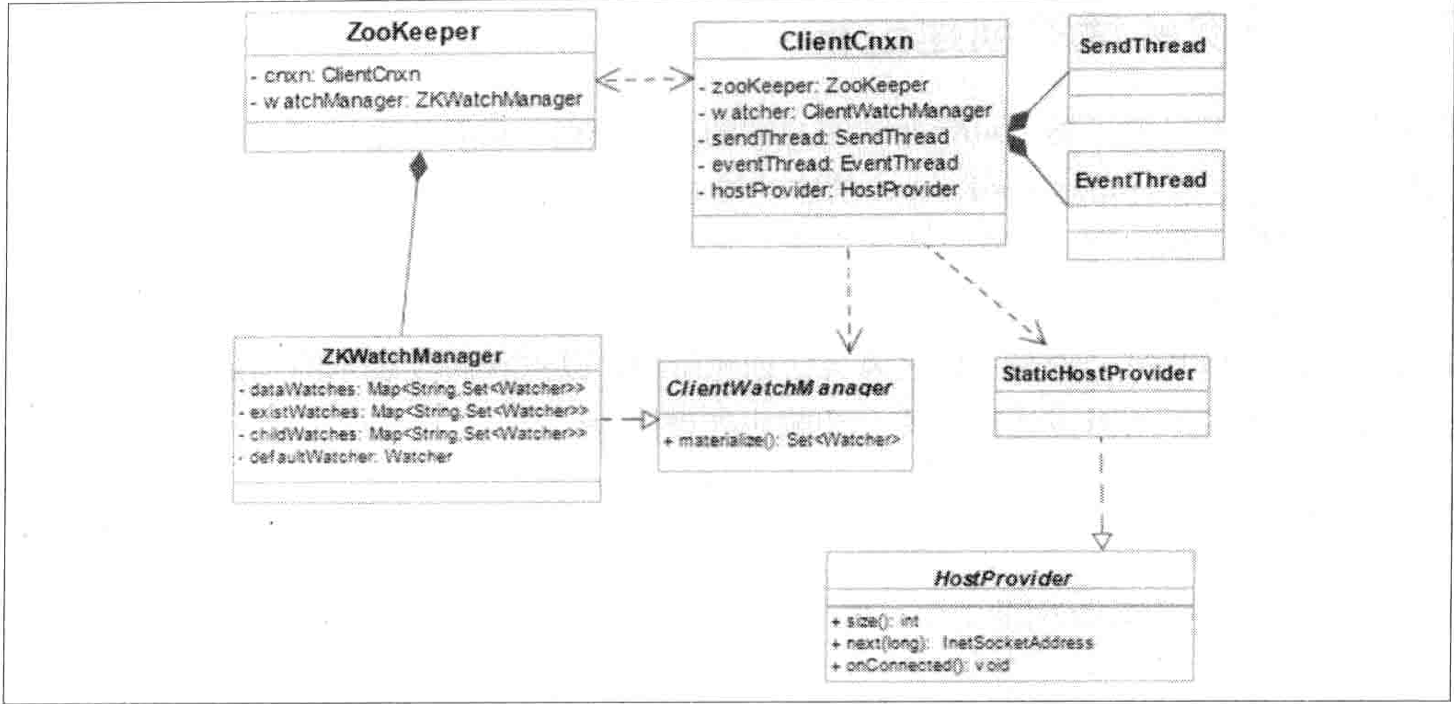 ZooKeeper
- cnxn: ClientCnxn
- watchManager: ZKWatchManager
ClientCnxn
- zooKeeper: ZooKeeper
- watcher: ClientWatchManager
- sendThread: SendThread
- eventThread: EventThread
- hostProvider: HostProvider
SendThread
EventThread
ZKWatchManager
- dataWatches: Map<String,Set<Watcher>>
- existWatches: Map<String,Set<Watcher>>
- childWatches: Map<String,Set<Watcher>>
- defaultWatcher: Watcher
ClientWatchManager
+ materialize(): Set<Watcher>
StaticHostProvider
HostProvider
+ size(): int
+ next(long): InetSocketAddress
+ onConnected(): void